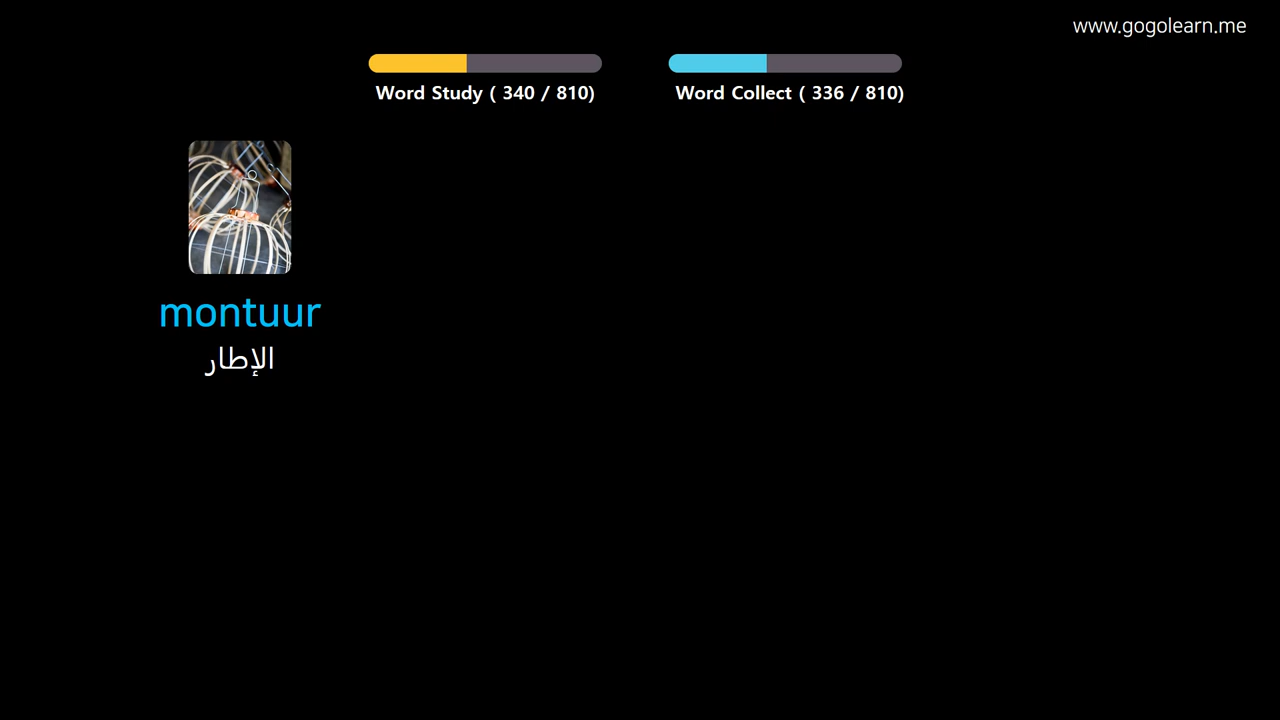 www.gogolearn.me
Word Study ( 340 / 810)
Word Collect ( 336 / 810)
montuur
الإطار